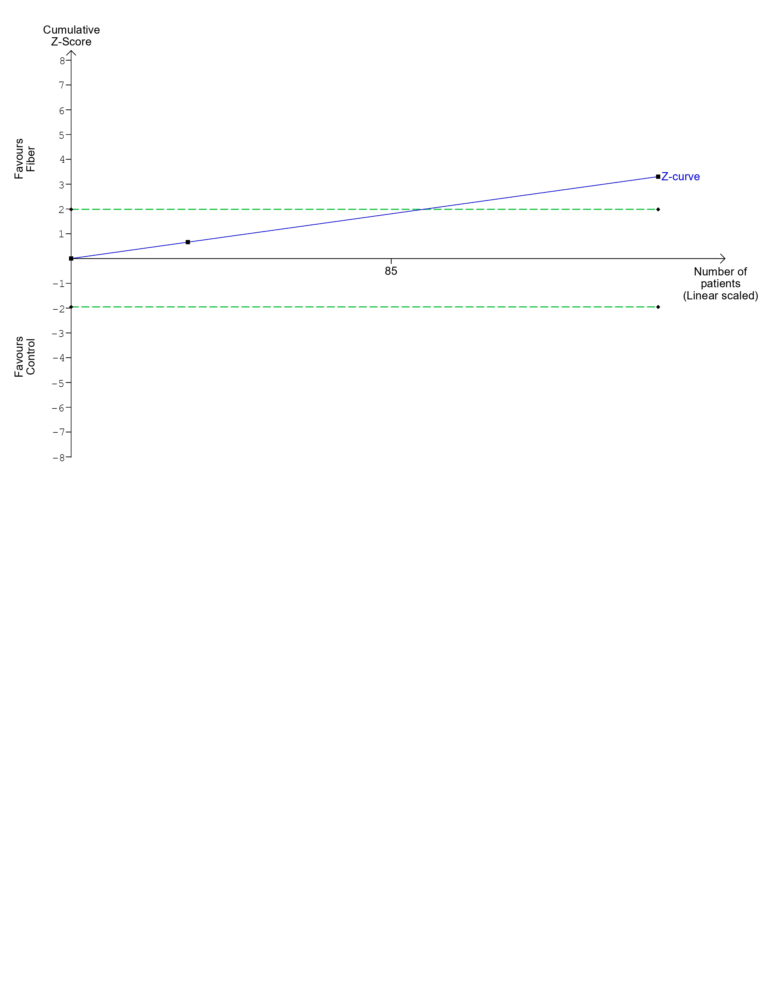 Cumulative
Z-Score
8
7
6
5
4
3
2
1
-1
-2
-3
-4
-5
-6
-7
-8
Favours
Fiber
Favours
Control
Z-curve
85
Number of
patients
(Linear scaled)